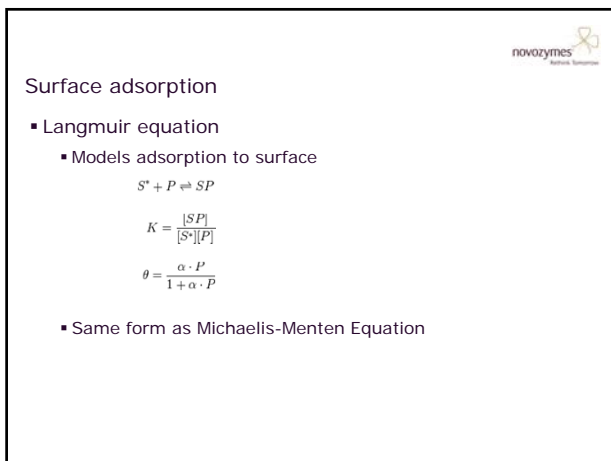 novozymes
Rethink Tomorrow
Surface adsorption
▪ Langmuir equation
▪ Models adsorption to surface
S* + P ⇌ SP
K = [SP] / [S*][P]
θ = α · P / 1 + α · P
▪ Same form as Michaelis-Menten Equation